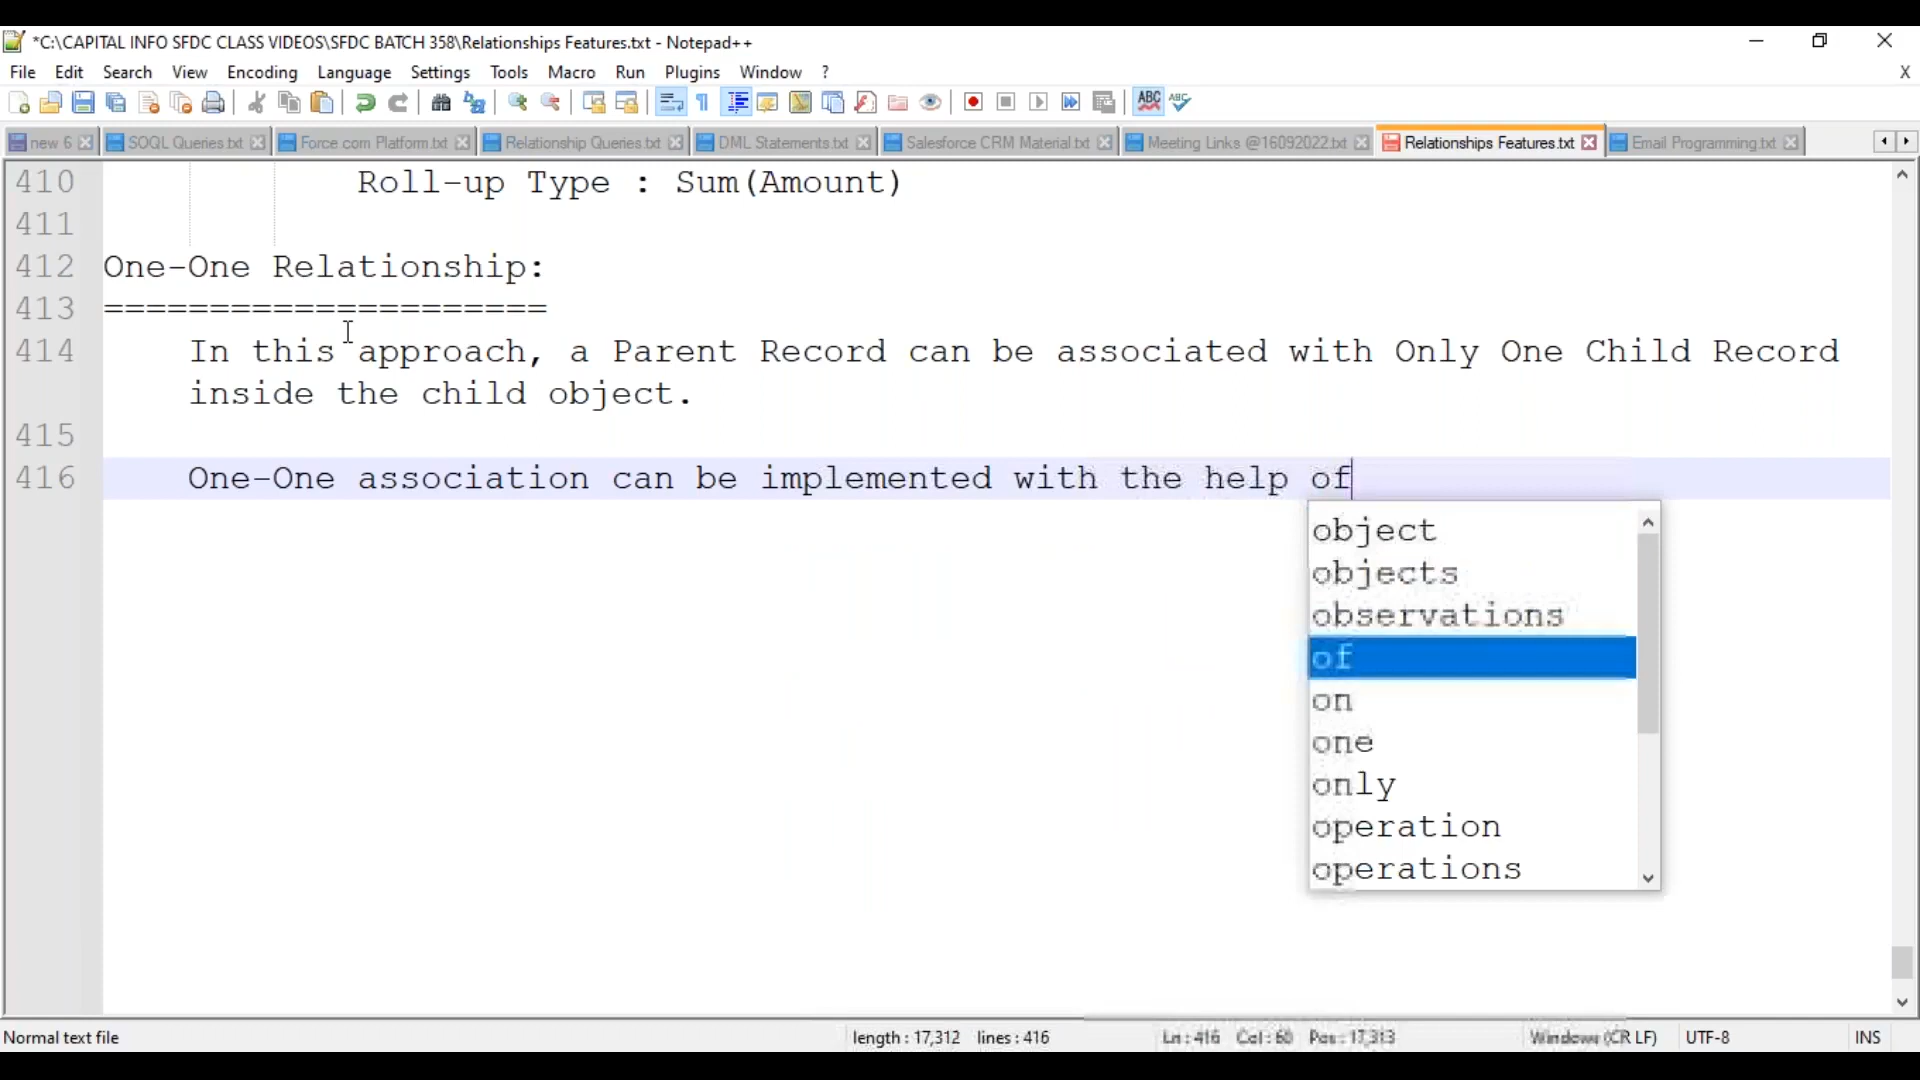 *C:\CAPITAL INFO SFDC CLASS VIDEOS\SFDC BATCH 358\Relationships Features.txt - Notepad++
File Edit Search View Encoding Language Settings Tools Macro Run Plugins Window ? X
new 6 SOQL Queries.txt Force com Platform.txt Relationship Queries.txt DML Statements.txt Salesforce CRM Material.txt Meeting Links @16092022.txt Relationships Features.txt Email Programming.txt
410 Roll-up Type : Sum(Amount)
411
412 One-One Relationship:
413 =====================
414 In this approach, a Parent Record can be associated with Only One Child Record
inside the child object.
415
416 One-One association can be implemented with the help of
object
objects
observations
of
on
one
only
operation
operations
Normal text file length : 17,312 lines : 416 Ln : 416 Col : 60 Pos : 17,313 Windows (CR LF) UTF-8 INS